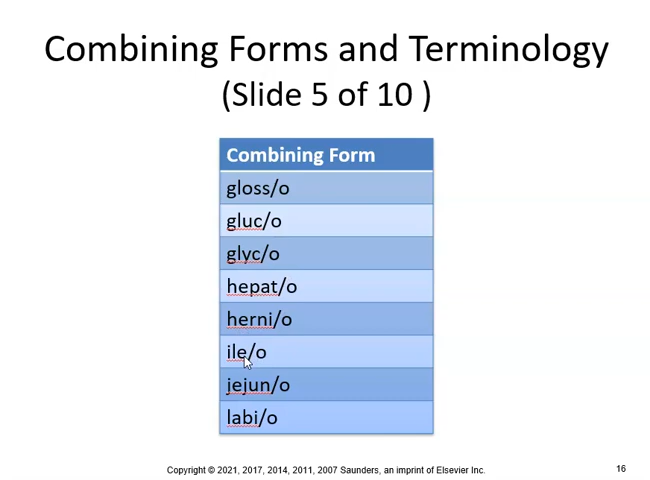 Combining Forms and Terminology
(Slide 5 of 10 )
Combining Form
gloss/o
gluc/o
glyc/o
hepat/o
herni/o
ile/o
jejun/o
labi/o
Copyright © 2021, 2017, 2014, 2011, 2007 Saunders, an imprint of Elsevier Inc.
16